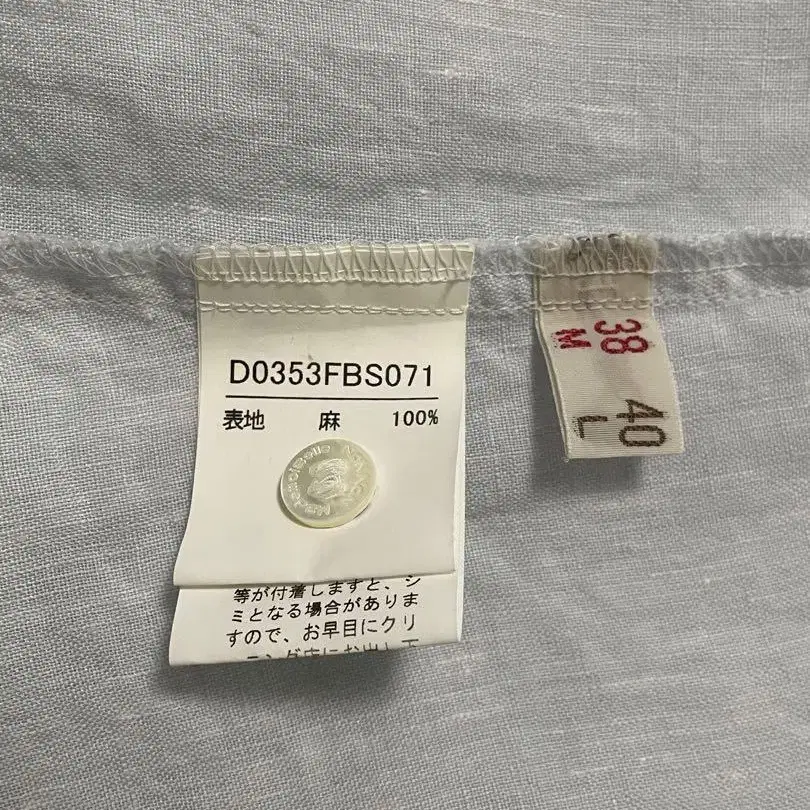 D0353FBS071
表地 麻 100%
等が付着しますと、シ
ミとなる場合がありま
すので、お早目にクリ
38
M
40
L